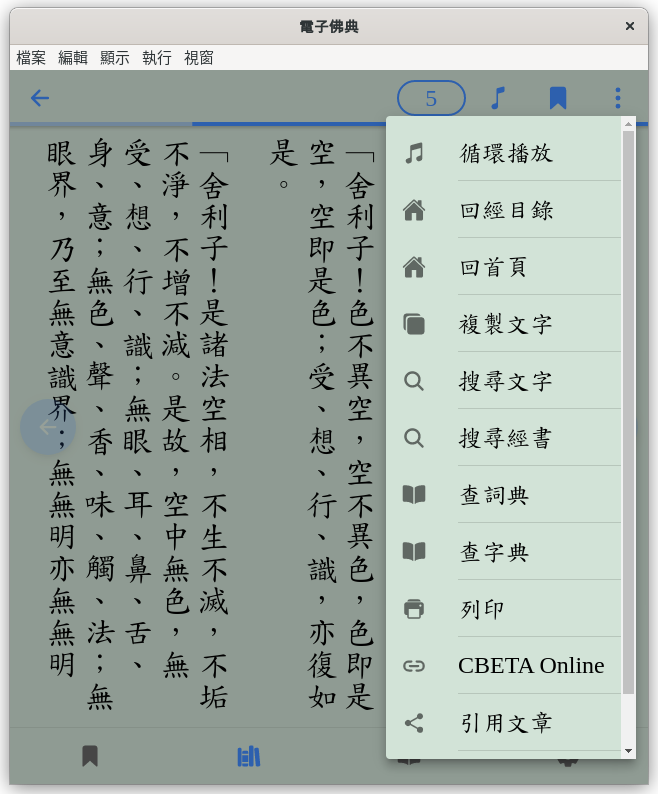 電子佛典
檔案 編輯 顯示 執行 視窗
5
「舍利子！色不異空，空不異色，色即是
空，空即是色；受、想、行、識，亦復如
是。
「舍利子！是諸法空相，不生不滅，不垢
不淨，不增不減。是故，空中無色，無
受、想、行、識；無眼、耳、鼻、舌、
身、意；無色、聲、香、味、觸、法；無
眼界，乃至無意識界；無無明亦無無明
循環播放
回經目錄
回首頁
複製文字
搜尋文字
搜尋經書
查詞典
查字典
列印
CBETA Online
引用文章